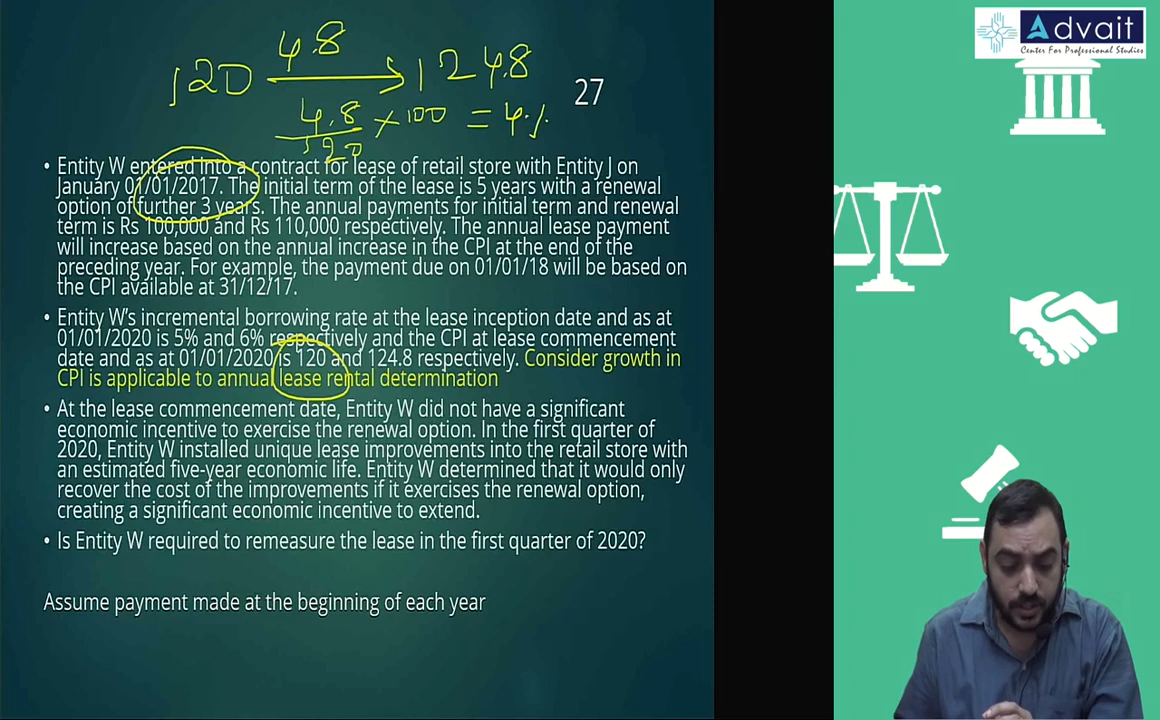 120 4.8 124.8
4.8/120 × 100 = 4%
27
• Entity W entered into a contract for lease of retail store with Entity J on
January 01/01/2017. The initial term of the lease is 5 years with a renewal
option of further 3 years. The annual payments for initial term and renewal
term is Rs 100,000 and Rs 110,000 respectively. The annual lease payment
will increase based on the annual increase in the CPI at the end of the
preceding year. For example, the payment due on 01/01/18 will be based on
the CPI available at 31/12/17.
• Entity W's incremental borrowing rate at the lease inception date and as at
01/01/2020 is 5% and 6% respectively and the CPI at lease commencement
date and as at 01/01/2020 is 120 and 124.8 respectively. Consider growth in
CPI is applicable to annual lease rental determination
• At the lease commencement date, Entity W did not have a significant
economic incentive to exercise the renewal option. In the first quarter of
2020, Entity W installed unique lease improvements into the retail store with
an estimated five-year economic life. Entity W determined that it would only
recover the cost of the improvements if it exercises the renewal option,
creating a significant economic incentive to extend.
• Is Entity W required to remeasure the lease in the first quarter of 2020?
Assume payment made at the beginning of each year
Advait
Center For Professional Studies